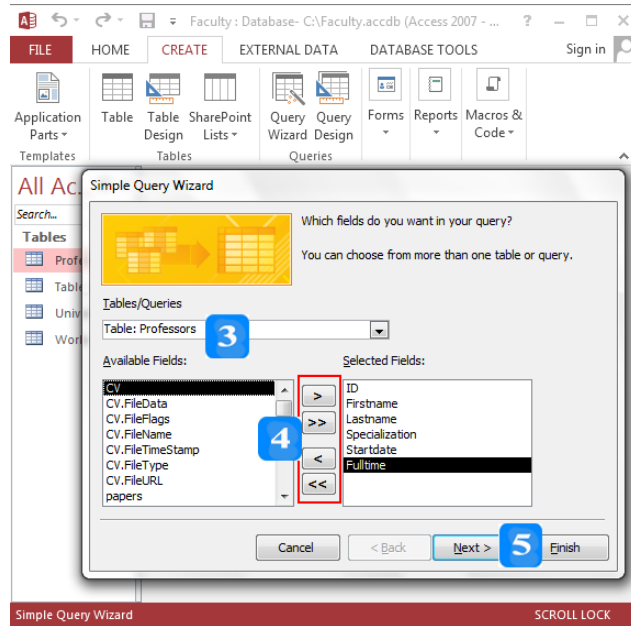 Faculty : Database- C:\Faculty.accdb (Access 2007 - ... ?
FILE HOME CREATE EXTERNAL DATA DATABASE TOOLS Sign in
Application Parts
Table
Table Design
SharePoint Lists
Query Wizard
Query Design
Forms
Reports
Macros & Code
Templates Tables Queries
All Ac.
Search...
Tables
Profe
Table
Univ
Worl
Simple Query Wizard
Which fields do you want in your query?
You can choose from more than one table or query.
Tables/Queries
Table: Professors
3
Available Fields:
CV
CV.FileData
CV.FileFlags
CV.FileName
CV.FileTimeStamp
CV.FileType
CV.FileURL
papers
4
>
>>
<
<<
Selected Fields:
ID
Firstname
Lastname
Specialization
Startdate
Fulltime
Cancel < Back Next > 5 Finish
Simple Query Wizard SCROLL LOCK